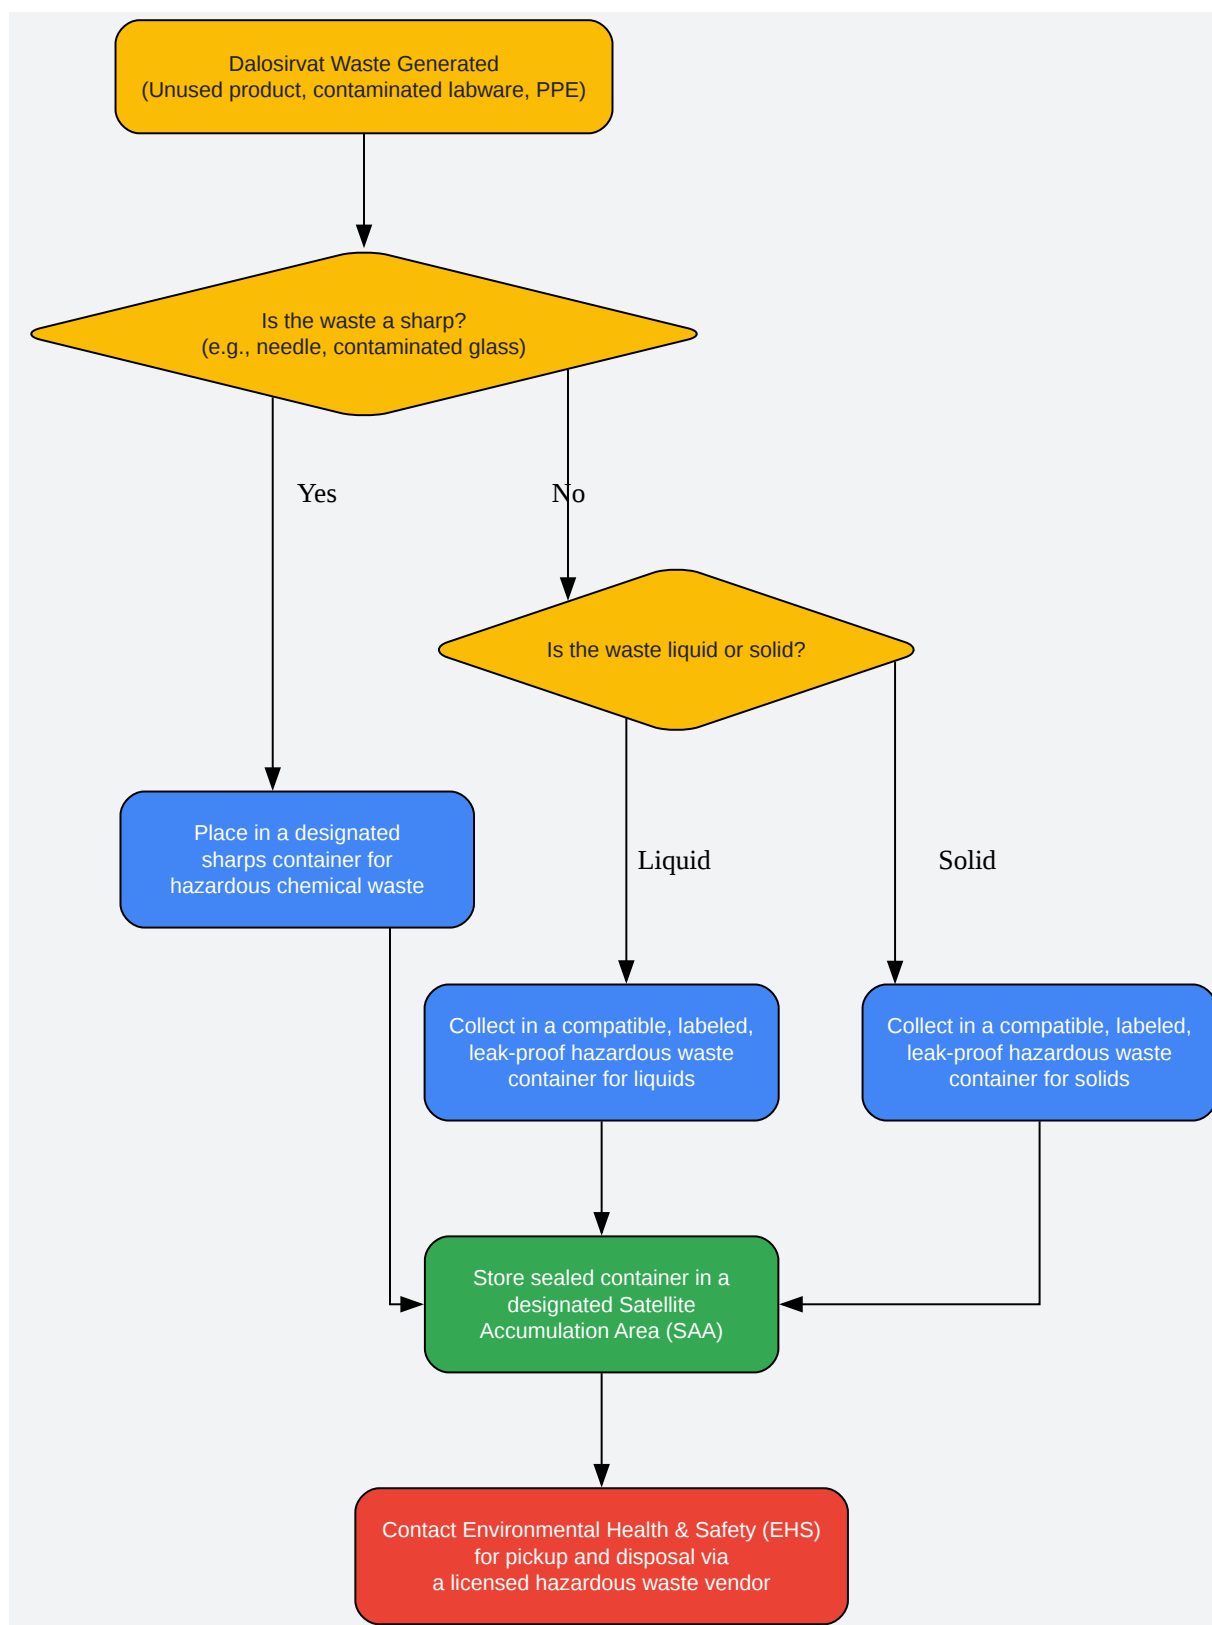 Dalosirvat Waste Generated
(Unused product, contaminated labware, PPE)
Is the waste a sharp?
(e.g., needle, contaminated glass)
Yes
No
Is the waste liquid or solid?
Place in a designated
sharps container for
hazardous chemical waste
Liquid
Solid
Collect in a compatible, labeled,
leak-proof hazardous waste
container for liquids
Collect in a compatible, labeled,
leak-proof hazardous waste
container for solids
Store sealed container in a
designated Satellite
Accumulation Area (SAA)
Contact Environmental Health & Safety (EHS)
for pickup and disposal via
a licensed hazardous waste vendor